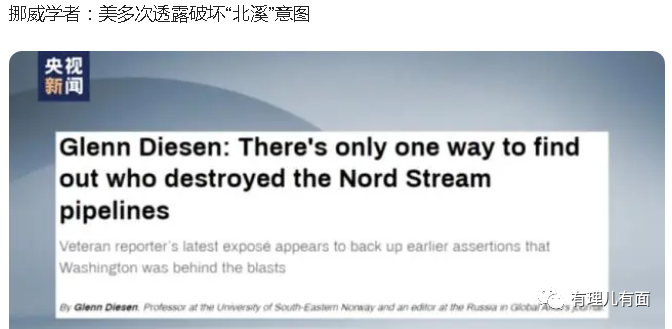 挪威学者：美多次透露破坏“北溪”意图
央视
新闻
Glenn Diesen: There's only one way to find
out who destroyed the Nord Stream
pipelines
Veteran reporter's latest exposé appears to back up earlier assertions that
Washington was behind the blasts
By Glenn Diesen, Professor at the University of South-Eastern Norway and an editor at the Russia in Global Affairs journal.
有理儿有面